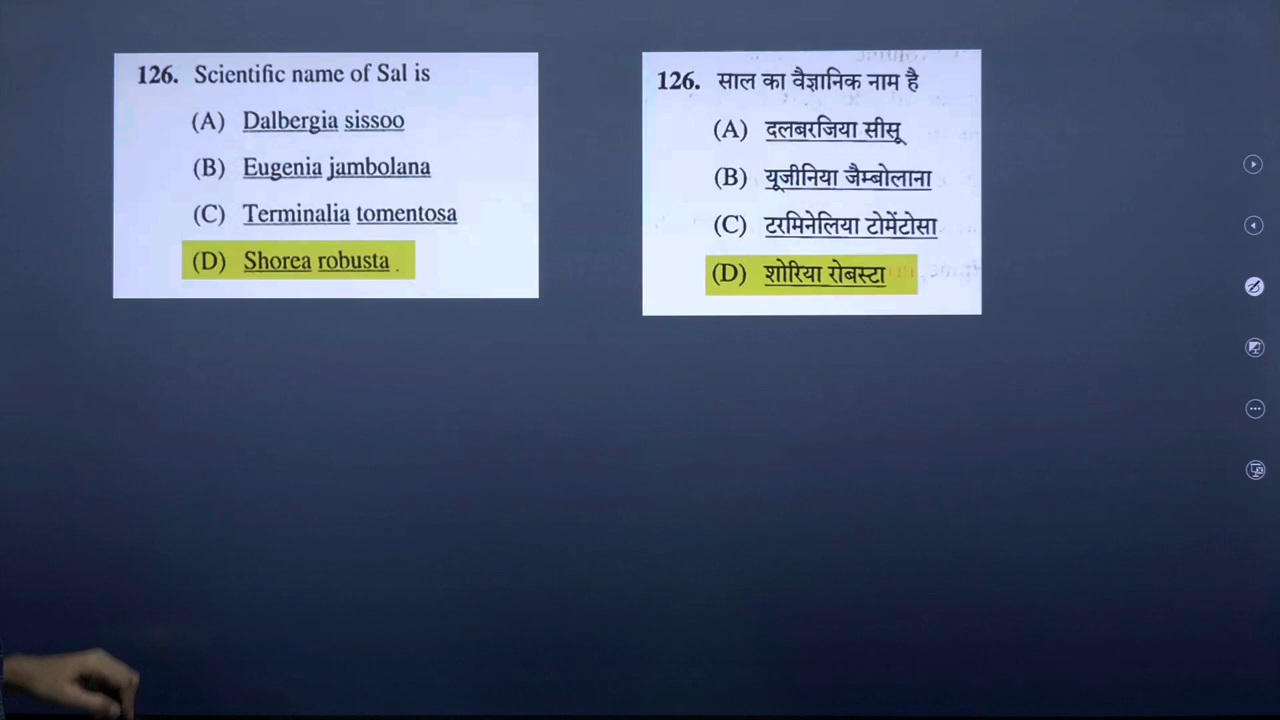 126. Scientific name of Sal is
(A) Dalbergia sissoo
(B) Eugenia jambolana
(C) Terminalia tomentosa
(D) Shorea robusta
126. साल का वैज्ञानिक नाम है
(A) दलबरजिया सीसू
(B) यूजीनिया जैम्बोलाना
(C) टरमिनेलिया टोमेंटोसा
(D) शोरिया रोबस्टा